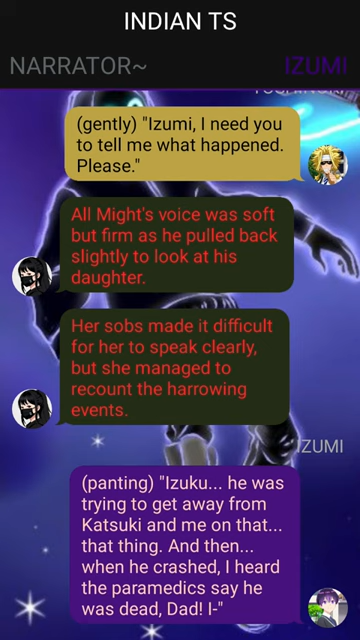 INDIAN TS
NARRATOR~ IZUMI
(gently) "Izumi, I need you
to tell me what happened.
Please."
All Might's voice was soft
but firm as he pulled back
slightly to look at his
daughter.
Her sobs made it difficult
for her to speak clearly,
but she managed to
recount the harrowing
events.
IZUMI
(panting) "Izuku... he was
trying to get away from
Katsuki and me on that...
that thing. And then...
when he crashed, I heard
the paramedics say he
was dead, Dad! I-"